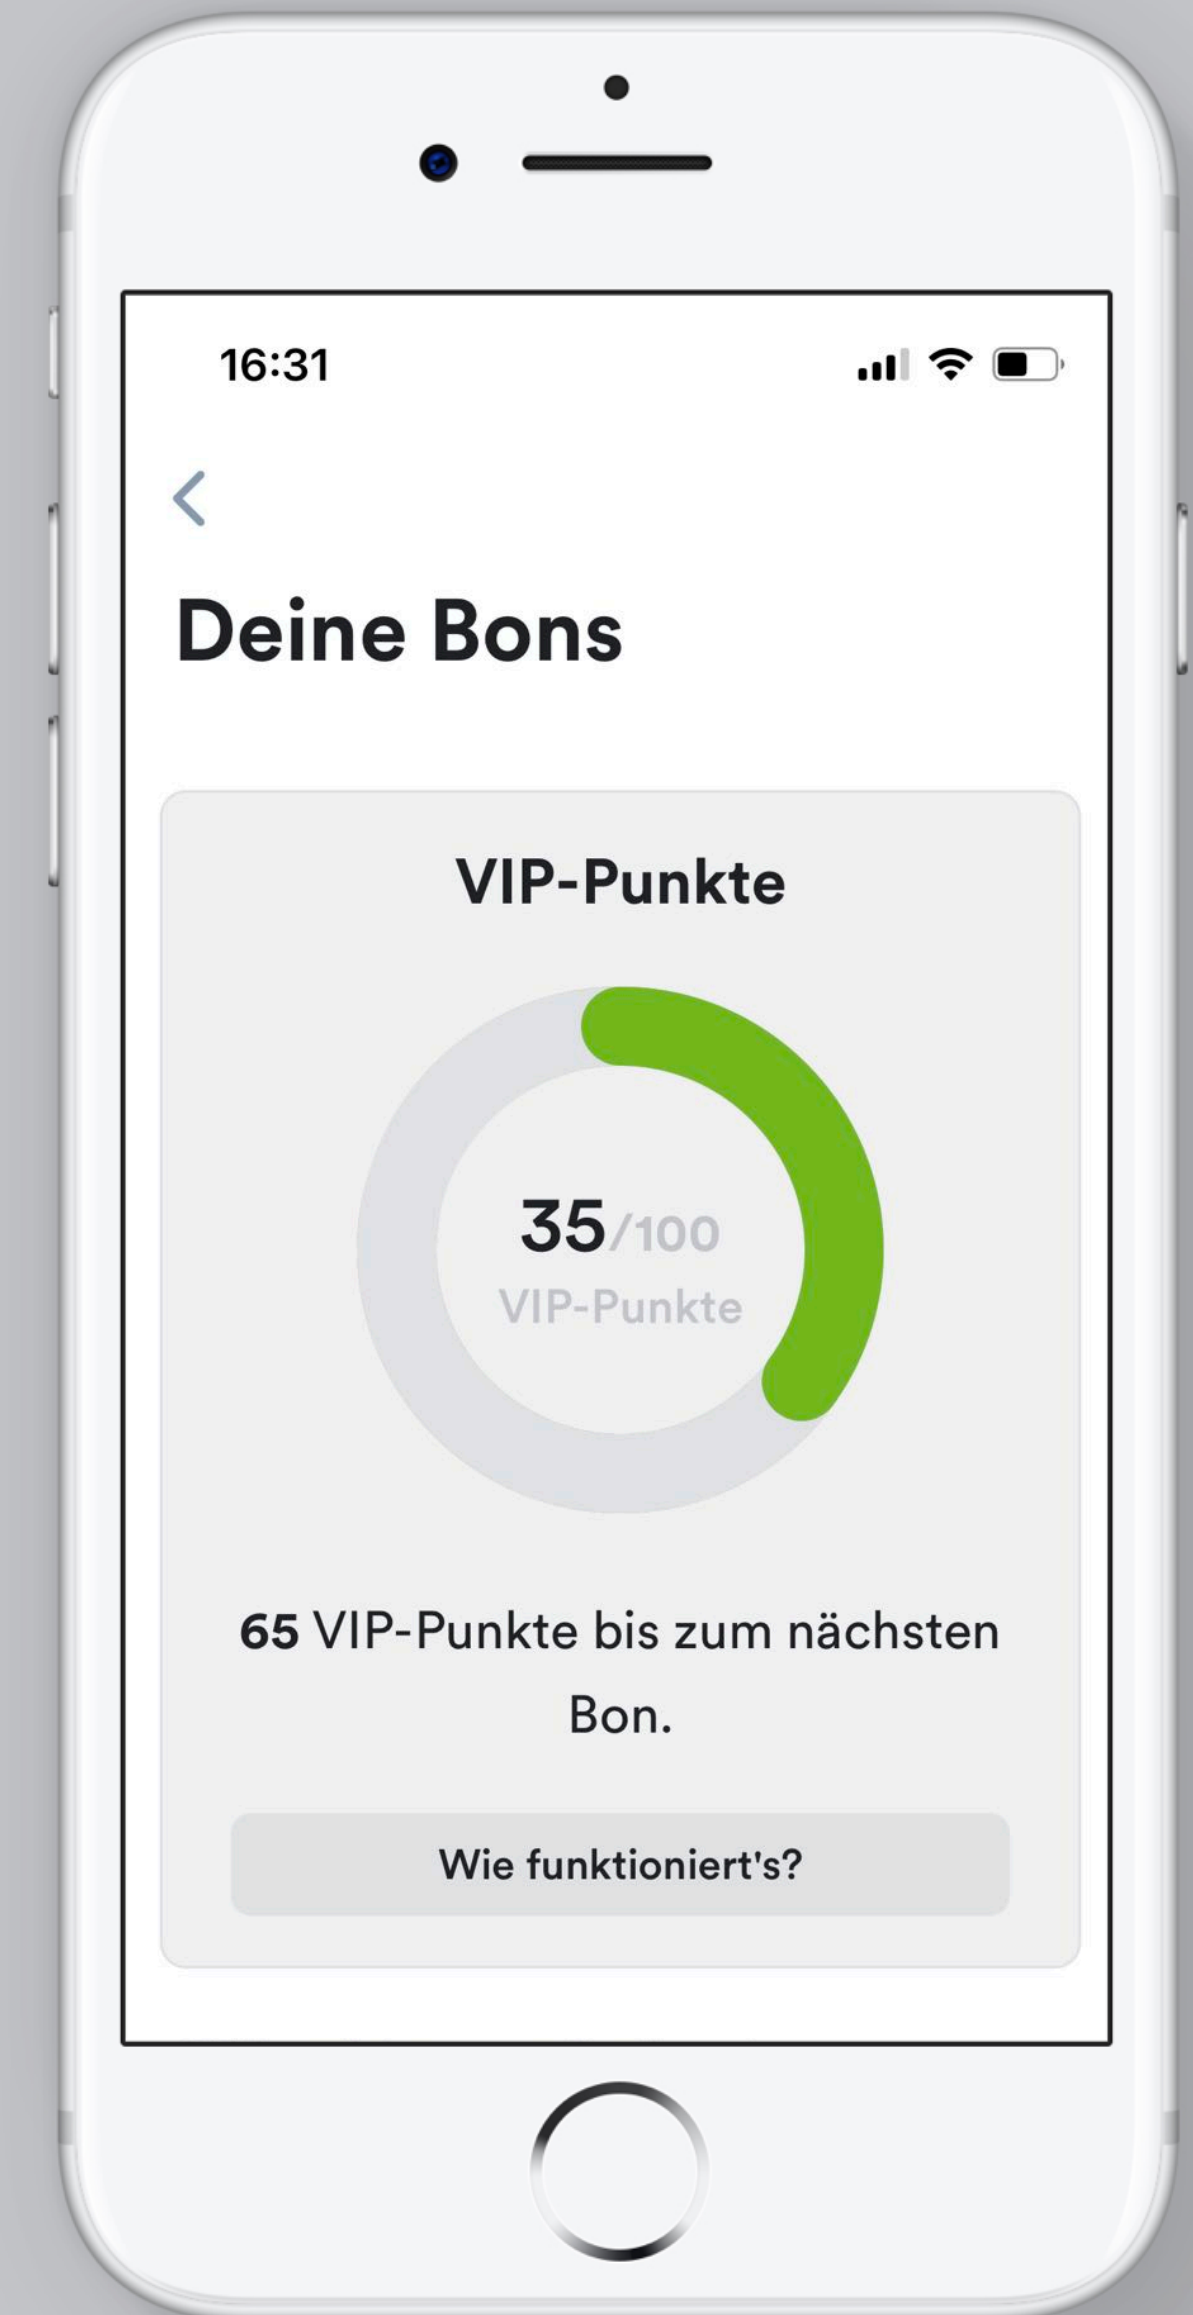 16:31
Deine Bons
VIP-Punkte
35/100
VIP-Punkte
65 VIP-Punkte bis zum nächsten
Bon.
Wie funktioniert's?